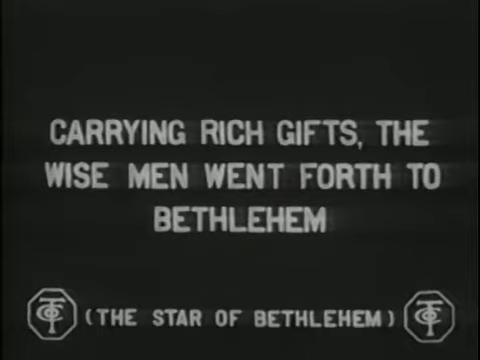 CARRYING RICH GIFTS, THE
WISE MEN WENT FORTH TO
BETHLEHEM
(THE STAR OF BETHLEHEM)